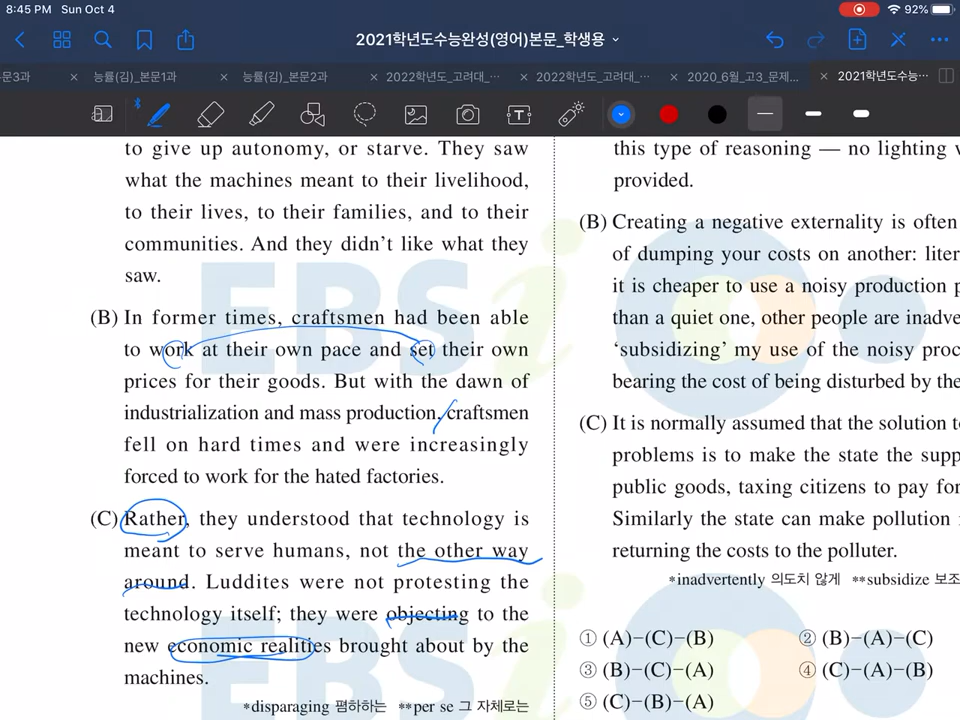 8:45 PM Sun Oct 4
92%
2021학년도수능완성(영어)본문_학생용
문3과
능률(김)_본문1과
능률(김)_본문2과
2022학년도_고려대_…
2022학년도_고려대_…
2020_6월_고3_문제…
2021학년도수능…
to give up autonomy, or starve. They saw
what the machines meant to their livelihood,
to their lives, to their families, and to their
communities. And they didn't like what they
saw.
(B) In former times, craftsmen had been able
to work at their own pace and set their own
prices for their goods. But with the dawn of
industrialization and mass production, craftsmen
fell on hard times and were increasingly
forced to work for the hated factories.
(C) Rather, they understood that technology is
meant to serve humans, not the other way
around. Luddites were not protesting the
technology itself; they were objecting to the
new economic realities brought about by the
machines.
*disparaging 폄하하는 **per se 그 자체로는
this type of reasoning — no lighting
provided.
(B) Creating a negative externality is often
of dumping your costs on another: liter
it is cheaper to use a noisy production p
than a quiet one, other people are inadve
'subsidizing' my use of the noisy proc
bearing the cost of being disturbed by the
(C) It is normally assumed that the solution t
problems is to make the state the supp
public goods, taxing citizens to pay for
Similarly the state can make pollution
returning the costs to the polluter.
*inadvertently 의도치 않게 **subsidize 보조
① (A)−(C)−(B)
② (B)−(A)−(C)
③ (B)−(C)−(A)
④ (C)−(A)−(B)
⑤ (C)−(B)−(A)
EBSi